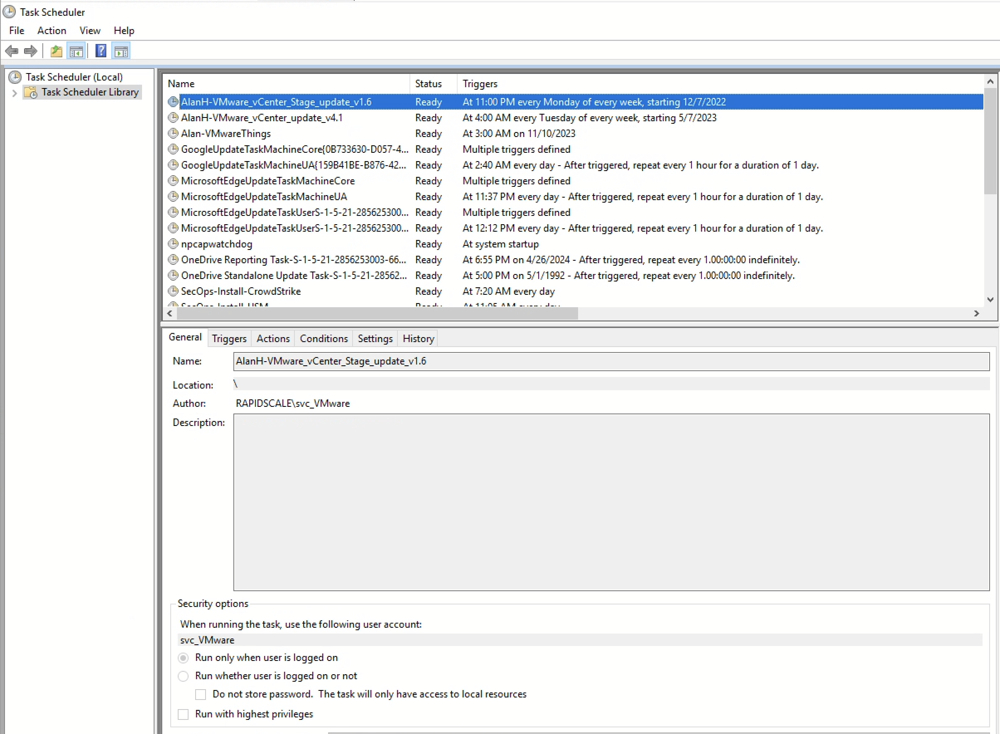 Task Scheduler
File Action View Help
Task Scheduler (Local)
Task Scheduler Library
Name Status Triggers
AlanH-VMware_vCenter_Stage_update_v1.6 Ready At 11:00 PM every Monday of every week, starting 12/7/2022
AlanH-VMware_vCenter_update_v4.1 Ready At 4:00 AM every Tuesday of every week, starting 5/7/2023
Alan-VMwareThings Ready At 3:00 AM on 11/10/2023
GoogleUpdateTaskMachineCore{0B733630-D057-4... Ready Multiple triggers defined
GoogleUpdateTaskMachineUA{159B41BE-B876-42... Ready At 2:40 AM every day - After triggered, repeat every 1 hour for a duration of 1 day.
MicrosoftEdgeUpdateTaskMachineCore Ready Multiple triggers defined
MicrosoftEdgeUpdateTaskMachineUA Ready At 11:37 PM every day - After triggered, repeat every 1 hour for a duration of 1 day.
MicrosoftEdgeUpdateTaskUserS-1-5-21-285625300... Ready Multiple triggers defined
MicrosoftEdgeUpdateTaskUserS-1-5-21-285625300... Ready At 12:12 PM every day - After triggered, repeat every 1 hour for a duration of 1 day.
npcapwatchdog Ready At system startup
OneDrive Reporting Task-S-1-5-21-2856253003-66... Ready At 6:55 PM on 4/26/2024 - After triggered, repeat every 1.00:00:00 indefinitely.
OneDrive Standalone Update Task-S-1-5-21-28562... Ready At 5:00 PM on 5/1/1992 - After triggered, repeat every 1.00:00:00 indefinitely.
SecOps-Install-CrowdStrike Ready At 7:20 AM every day
SecOps-Install-USM Ready At 11:05 AM every day
General Triggers Actions Conditions Settings History
Name: AlanH-VMware_vCenter_Stage_update_v1.6
Location: \
Author: RAPIDSCALE\svc_VMware
Description:
Security options
When running the task, use the following user account:
svc_VMware
Run only when user is logged on
Run whether user is logged on or not
Do not store password. The task will only have access to local resources
Run with highest privileges